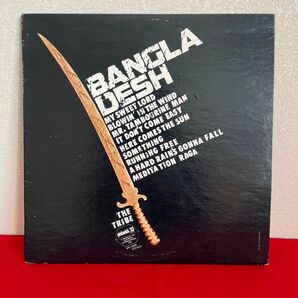 BANGLA
DESH
MY SWEET LORD
BLOWIN' IN THE WIND
MR. TAMBOURINE MAN
IT DON'T COME EASY
HERE COMES THE SUN
SOMETHING
RUNNING FREE
A HARD RAIN'S GONNA FALL
MEDITATION RAGA
THE
TRIBE